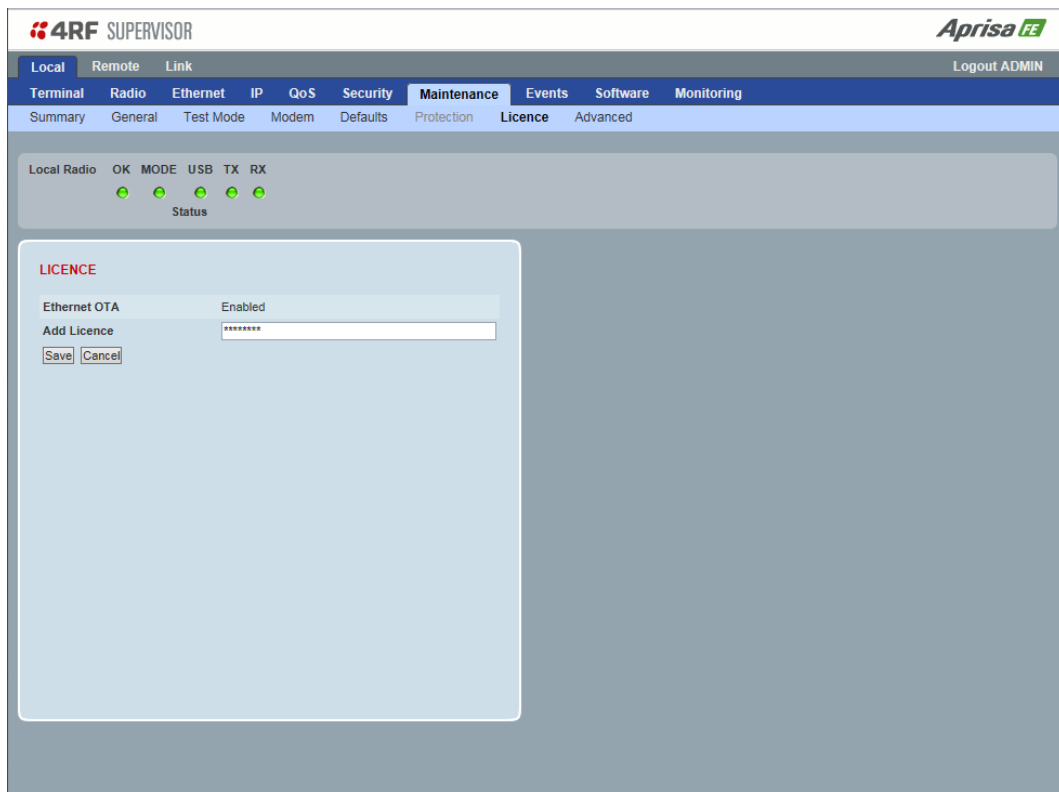 4RF SUPERVISOR
Aprisa FE
Local Remote Link Logout ADMIN
Terminal Radio Ethernet IP QoS Security Maintenance Events Software Monitoring
Summary General Test Mode Modem Defaults Protection Licence Advanced
Local Radio OK MODE USB TX RX
Status
LICENCE
Ethernet OTA Enabled
Add Licence ********
Save Cancel